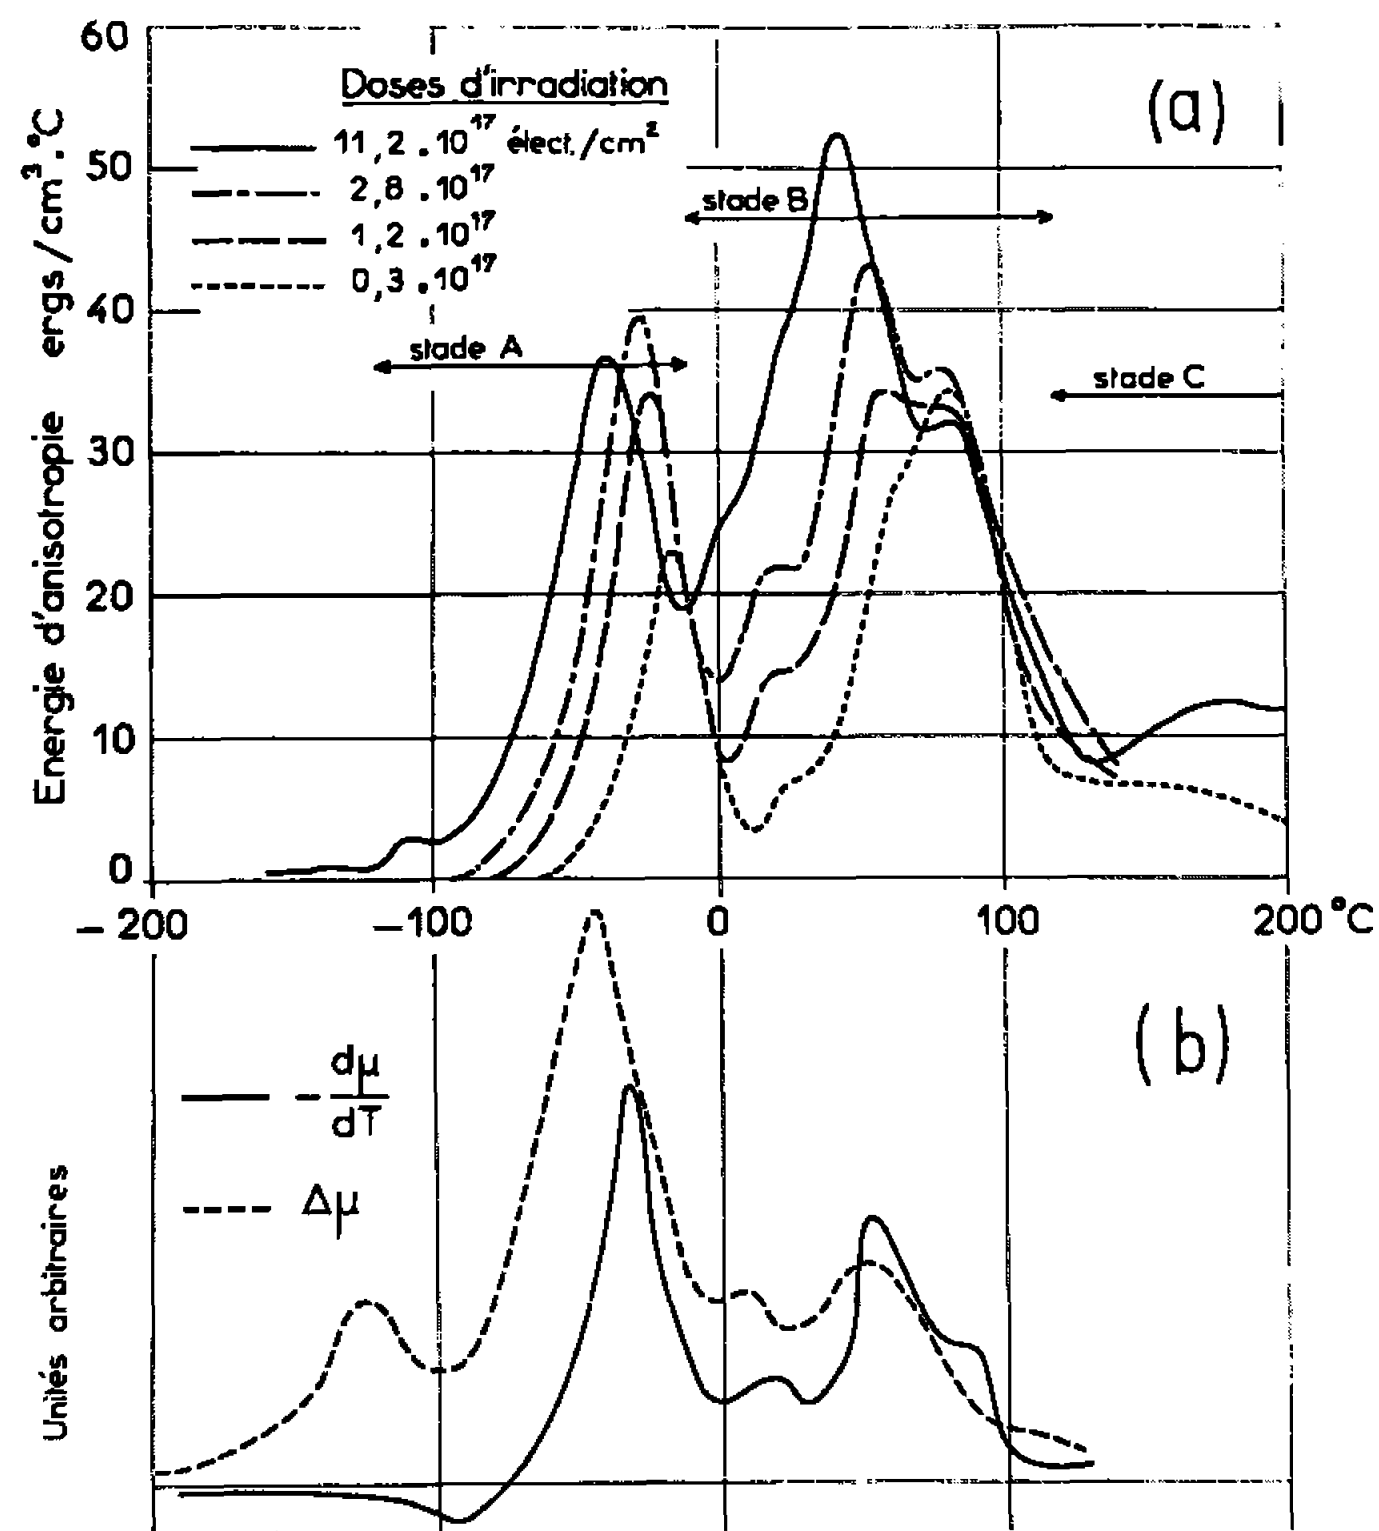 60
50
40
30
20
10
0
Energie d'anisotropie ergs/cm³.°C
Doses d'irradiation
11,2 . 10¹⁷ élect./cm²
2,8 . 10¹⁷
1,2 . 10¹⁷
0,3 . 10¹⁷
(a)
stade B
stade A
stade C
–200 –100 0 100 200 °C
(b)
- dμ
dT
Δμ
Unités arbitraires